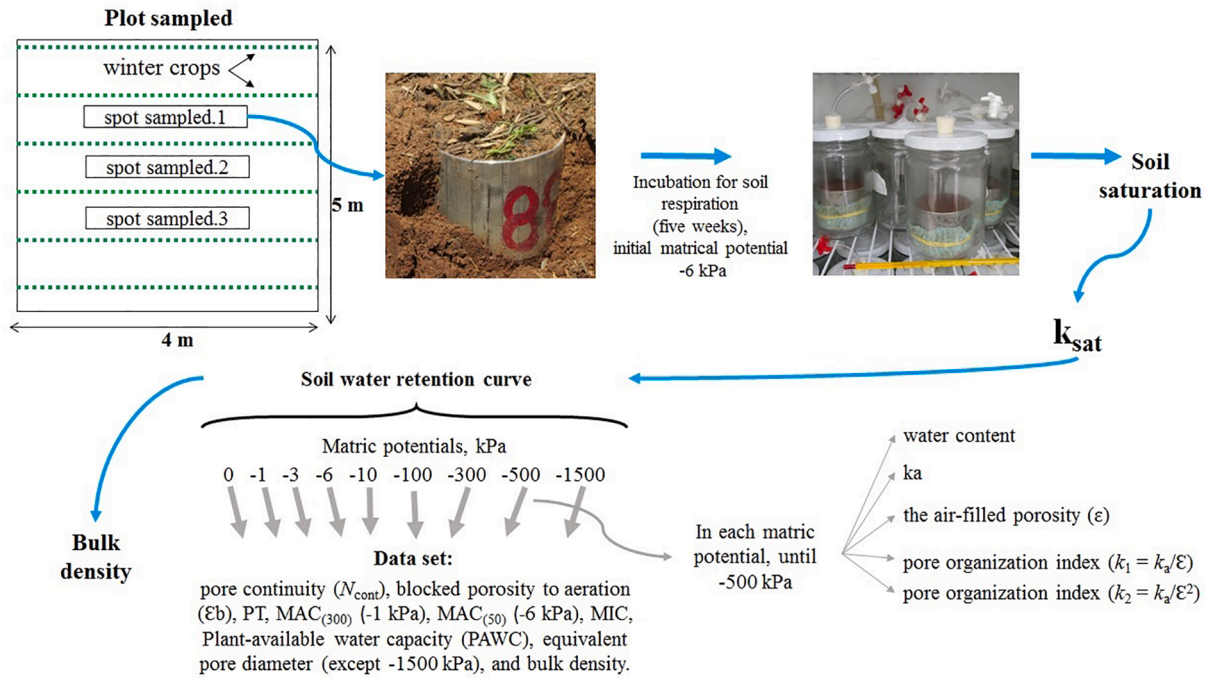 Plot sampled
winter crops
spot sampled.1
spot sampled.2
spot sampled.3
5 m
4 m
89
Incubation for soil
respiration
(five weeks),
initial matrical potential
-6 kPa
Soil
saturation
k_sat
Soil water retention curve
Matric potentials, kPa
0 -1 -3 -6 -10 -100 -300 -500 -1500
Bulk
density
Data set:
pore continuity (N_cont), blocked porosity to aeration
(Ɛb), PT, MAC_(300) (-1 kPa), MAC_(50) (-6 kPa), MIC,
Plant-available water capacity (PAWC), equivalent
pore diameter (except -1500 kPa), and bulk density.
In each matric
potential, until
-500 kPa
water content
ka
the air-filled porosity (ε)
pore organization index (k₁ = kₐ/Ɛ)
pore organization index (k₂ = kₐ/Ɛ²)